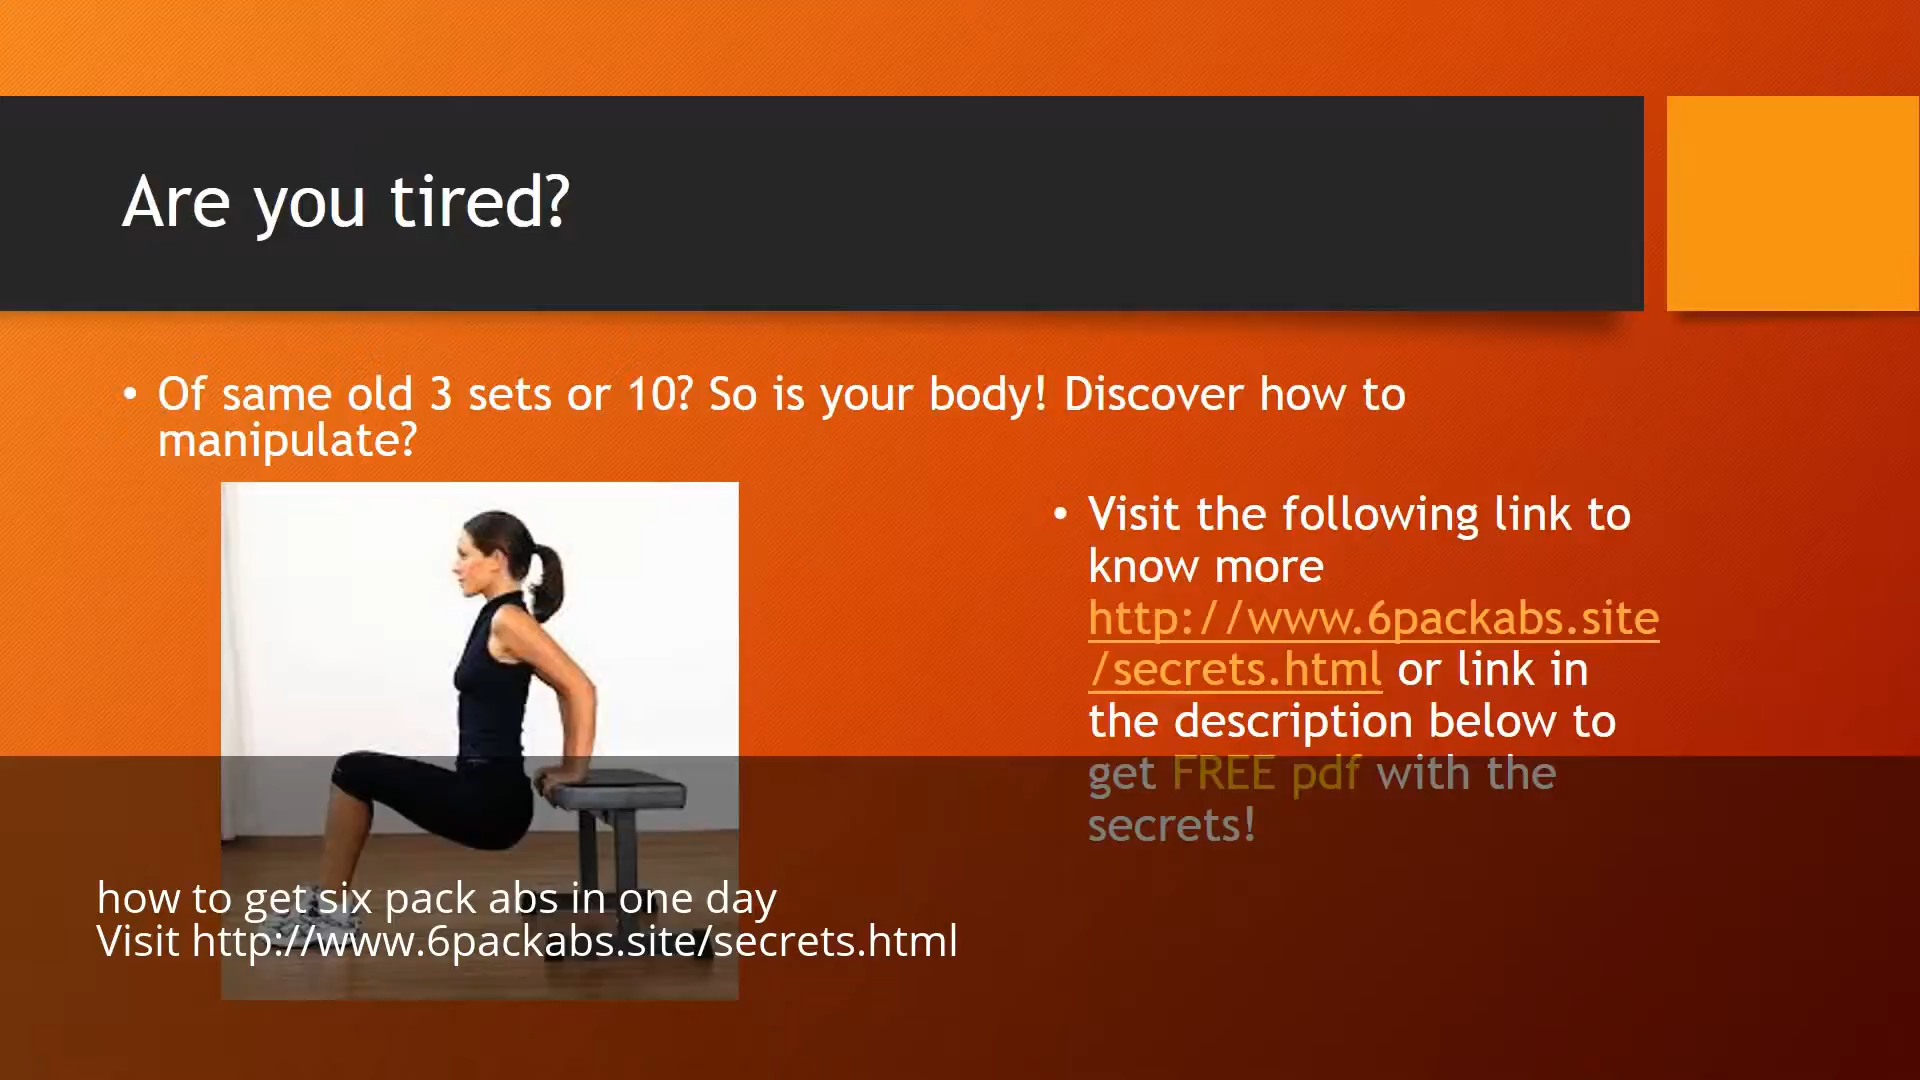 Are you tired?
• Of same old 3 sets or 10? So is your body! Discover how to
manipulate?
• Visit the following link to
know more
http://www.6packabs.site
/secrets.html or link in
the description below to
get FREE pdf with the
secrets!
how to get six pack abs in one day
Visit http://www.6packabs.site/secrets.html